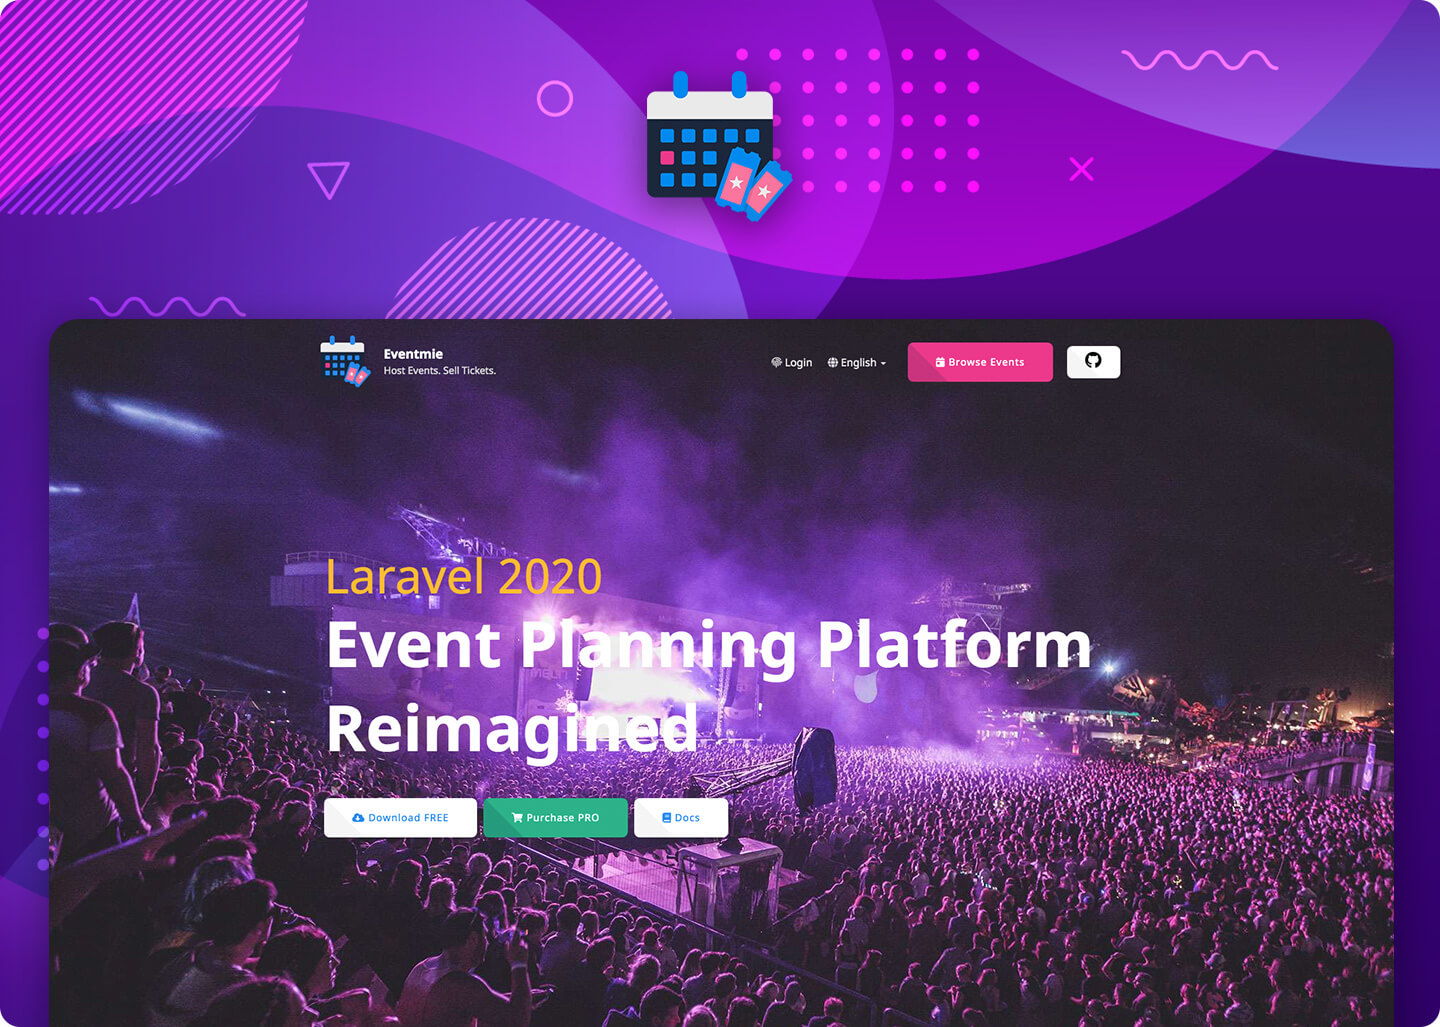 Eventmie
Host Events. Sell Tickets.
Login
English
Browse Events
Laravel 2020
Event Planning Platform
Reimagined
Download FREE
Purchase PRO
Docs